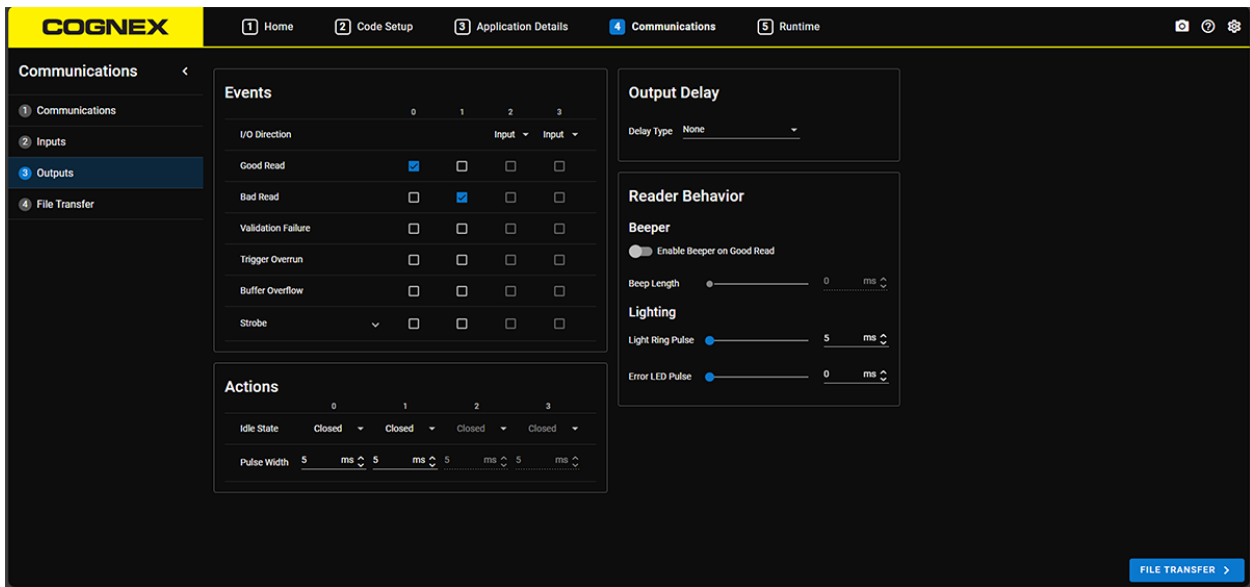 COGNEX
1 Home
2 Code Setup
3 Application Details
4 Communications
5 Runtime
Communications
1 Communications
2 Inputs
3 Outputs
4 File Transfer
Events
0 1 2 3
I/O Direction Input Input
Good Read
Bad Read
Validation Failure
Trigger Overrun
Buffer Overflow
Strobe
Actions
0 1 2 3
Idle State Closed Closed Closed Closed
Pulse Width 5 ms 5 ms 5 ms 5 ms
Output Delay
Delay Type None
Reader Behavior
Beeper
Enable Beeper on Good Read
Beep Length 0 ms
Lighting
Light Ring Pulse 5 ms
Error LED Pulse 0 ms
FILE TRANSFER